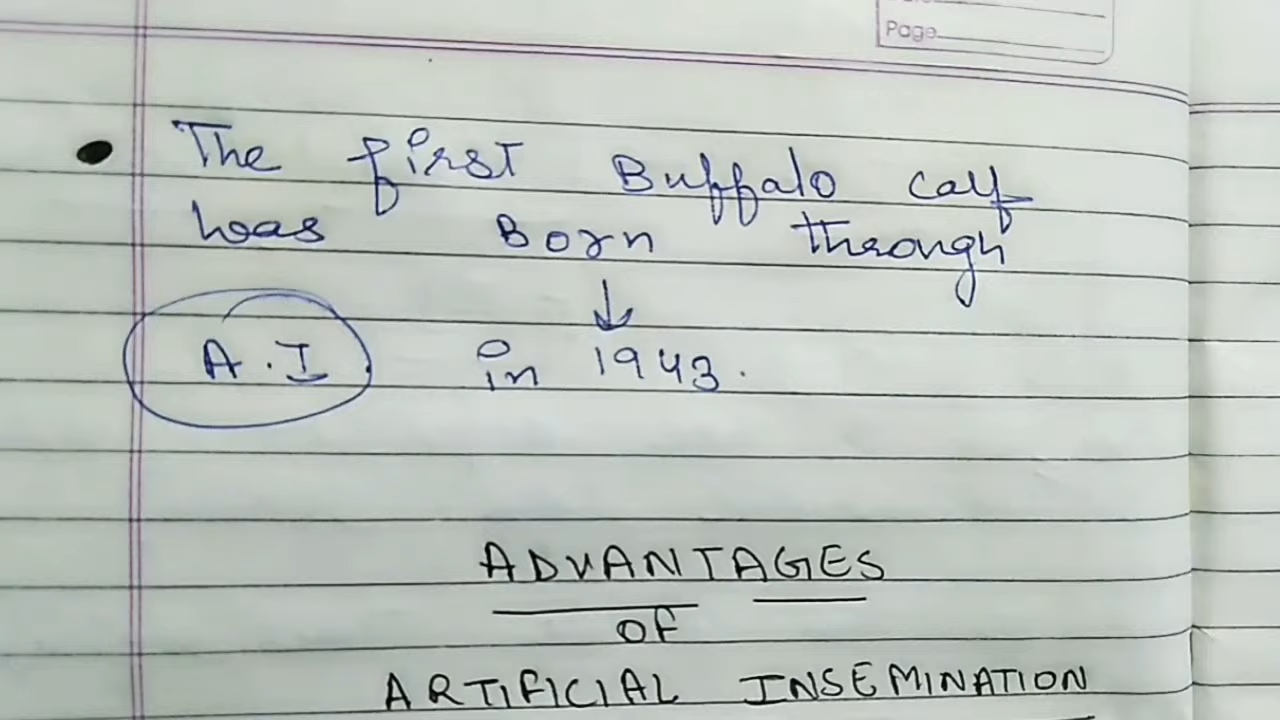 Page
The first Buffalo calf
was Born through
A.I in 1943.
ADVANTAGES
OF
ARTIFICIAL INSEMINATION